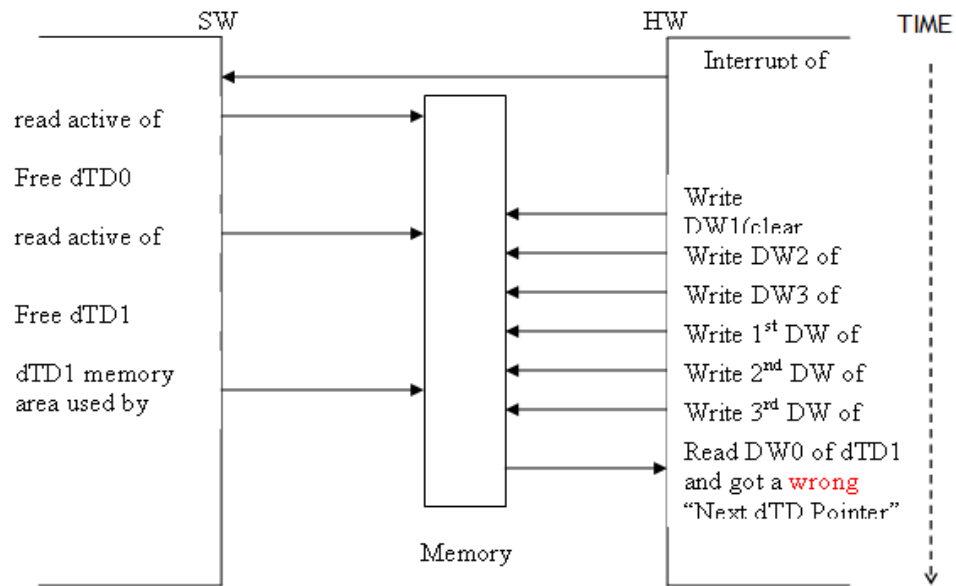 SW
HW
TIME
Interrupt of
read active of
Free dTD0
read active of
Free dTD1
dTD1 memory
area used by
Write
DW1(clear
Write DW2 of
Write DW3 of
Write 1st DW of
Write 2nd DW of
Write 3rd DW of
Read DW0 of dTD1
and got a wrong
“Next dTD Pointer”
Memory